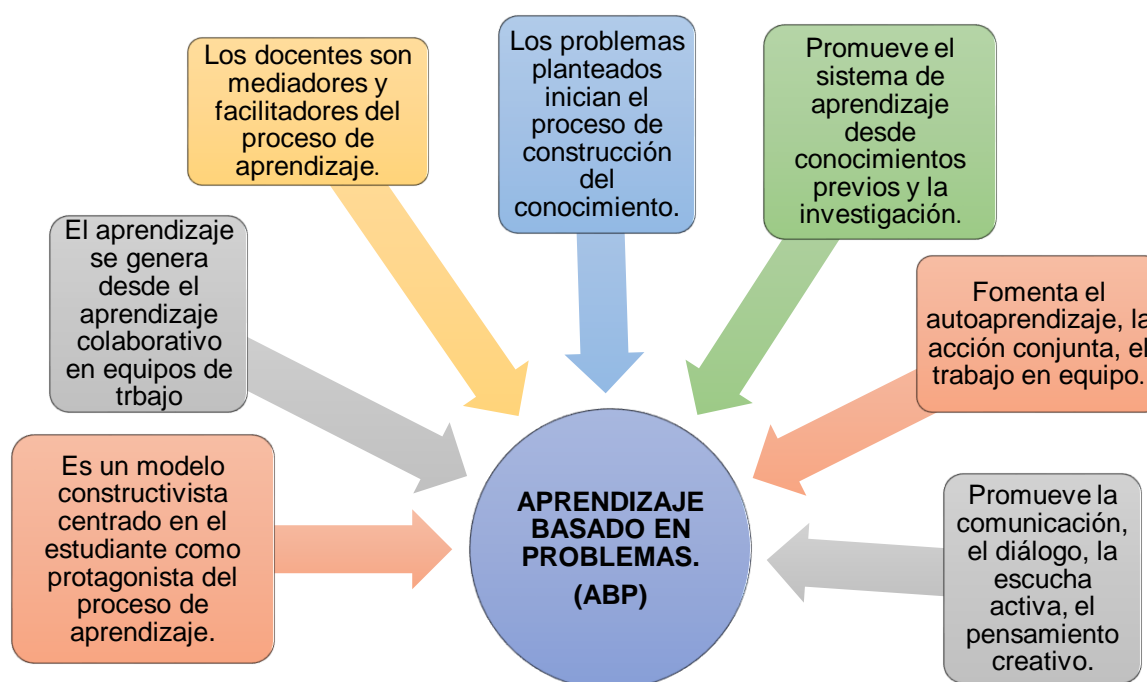 Los docentes son
mediadores y
facilitadores del
proceso de
aprendizaje.
Los problemas
planteados
inician el
proceso de
construcción
del
conocimiento.
Promueve el
sistema de
aprendizaje
desde
conocimientos
previos y la
investigación.
El aprendizaje
se genera
desde el
aprendizaje
colaborativo
en equipos de
trbajo
Fomenta el
autoaprendizaje, la
acción conjunta, el
trabajo en equipo.
Es un modelo
constructivista
centrado en el
estudiante como
protagonista del
proceso de
aprendizaje.
APRENDIZAJE
BASADO EN
PROBLEMAS.
(ABP)
Promueve la
comunicación,
el diálogo, la
escucha
activa, el
pensamiento
creativo.